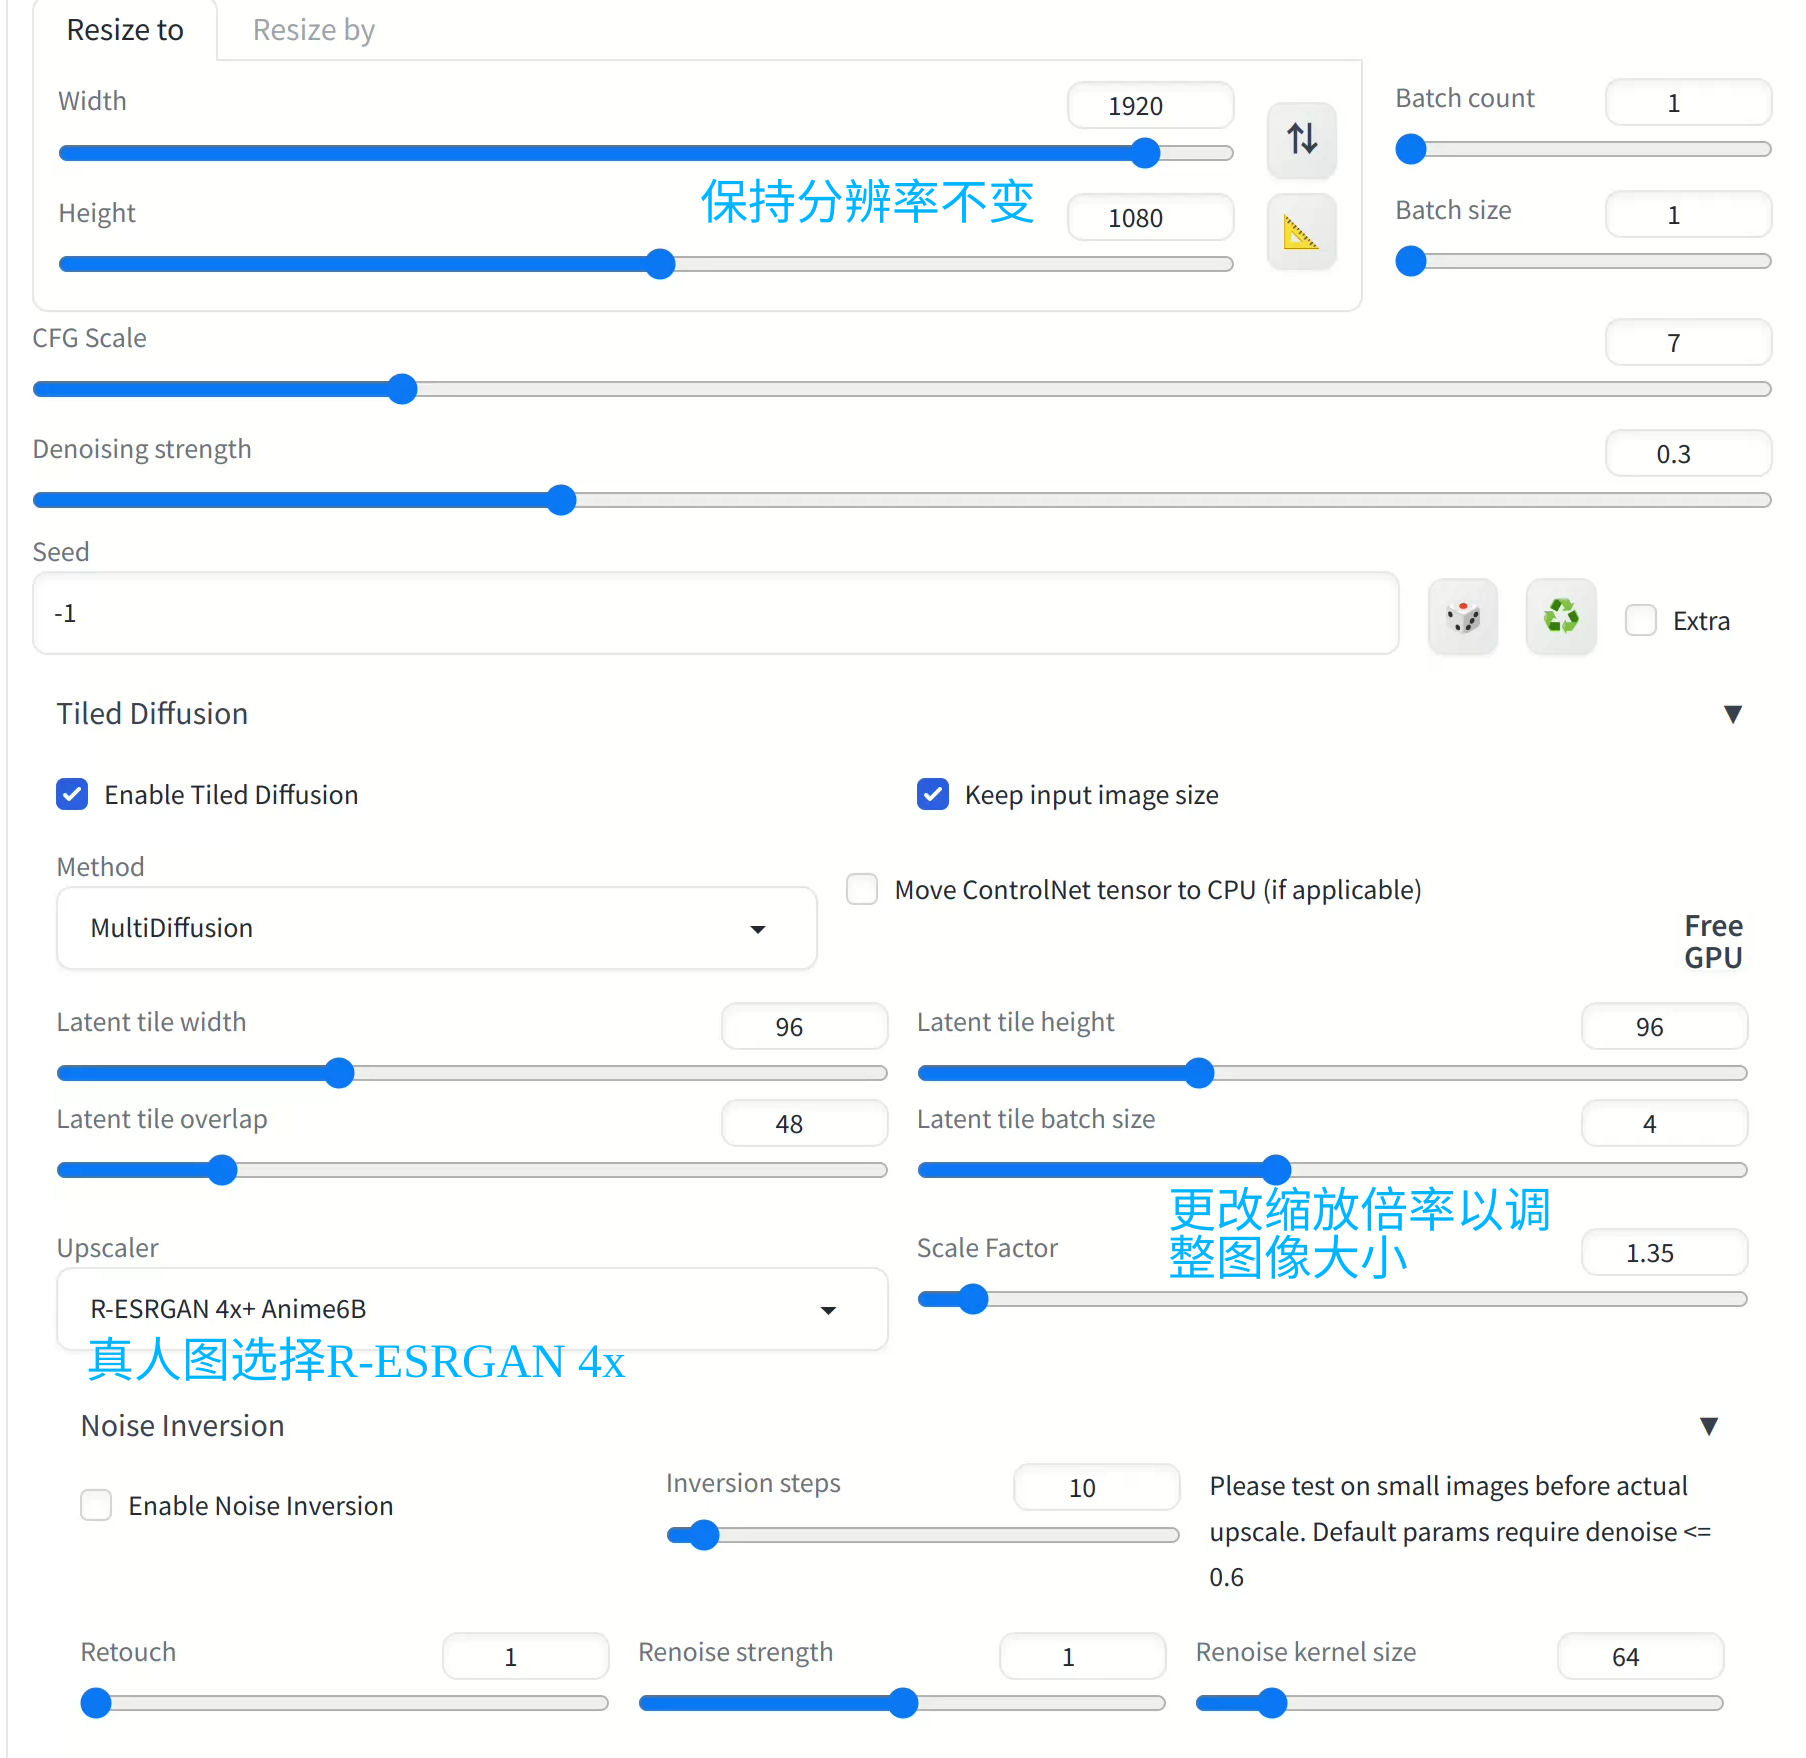 Resize to
Resize by
Width
1920
Batch count
1
保持分辨率不变
Height
1080
Batch size
1
CFG Scale
7
Denoising strength
0.3
Seed
-1
Extra
Tiled Diffusion
Enable Tiled Diffusion
Keep input image size
Method
MultiDiffusion
Move ControlNet tensor to CPU (if applicable)
Free
GPU
Latent tile width
96
Latent tile height
96
Latent tile overlap
48
Latent tile batch size
4
Upscaler
R-ESRGAN 4x+ Anime6B
真人图选择R-ESRGAN 4x
Scale Factor
更改缩放倍率以调
整图像大小
1.35
Noise Inversion
Enable Noise Inversion
Inversion steps
10
Please test on small images before actual
upscale. Default params require denoise <=
0.6
Retouch
1
Renoise strength
1
Renoise kernel size
64